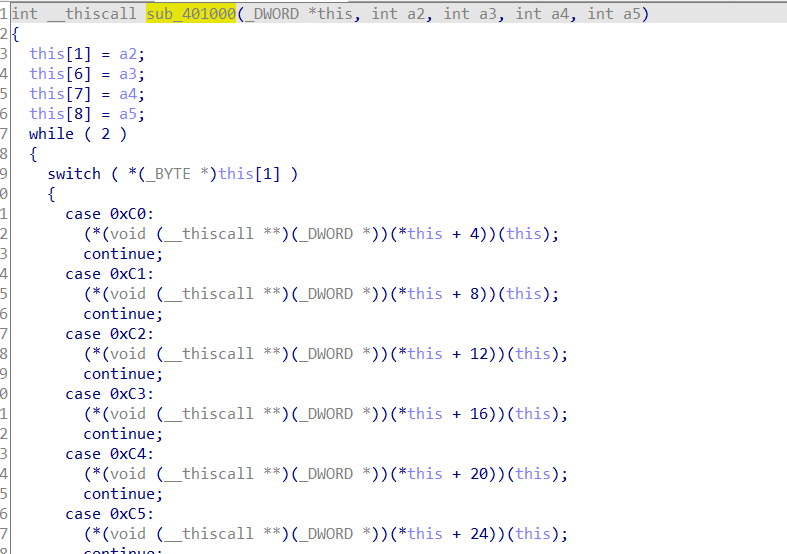 1 int __thiscall sub_401000(_DWORD *this, int a2, int a3, int a4, int a5)
2 {
3   this[1] = a2;
4   this[6] = a3;
5   this[7] = a4;
6   this[8] = a5;
7   while ( 2 )
8   {
9     switch ( *(_BYTE *)this[1] )
0     {
1       case 0xC0:
2         (*(void (__thiscall **)(_DWORD *))(*this + 4))(this);
3         continue;
4       case 0xC1:
5         (*(void (__thiscall **)(_DWORD *))(*this + 8))(this);
6         continue;
7       case 0xC2:
8         (*(void (__thiscall **)(_DWORD *))(*this + 12))(this);
9         continue;
0       case 0xC3:
1         (*(void (__thiscall **)(_DWORD *))(*this + 16))(this);
2         continue;
3       case 0xC4:
4         (*(void (__thiscall **)(_DWORD *))(*this + 20))(this);
5         continue;
6       case 0xC5:
7         (*(void (__thiscall **)(_DWORD *))(*this + 24))(this);
8         continue;